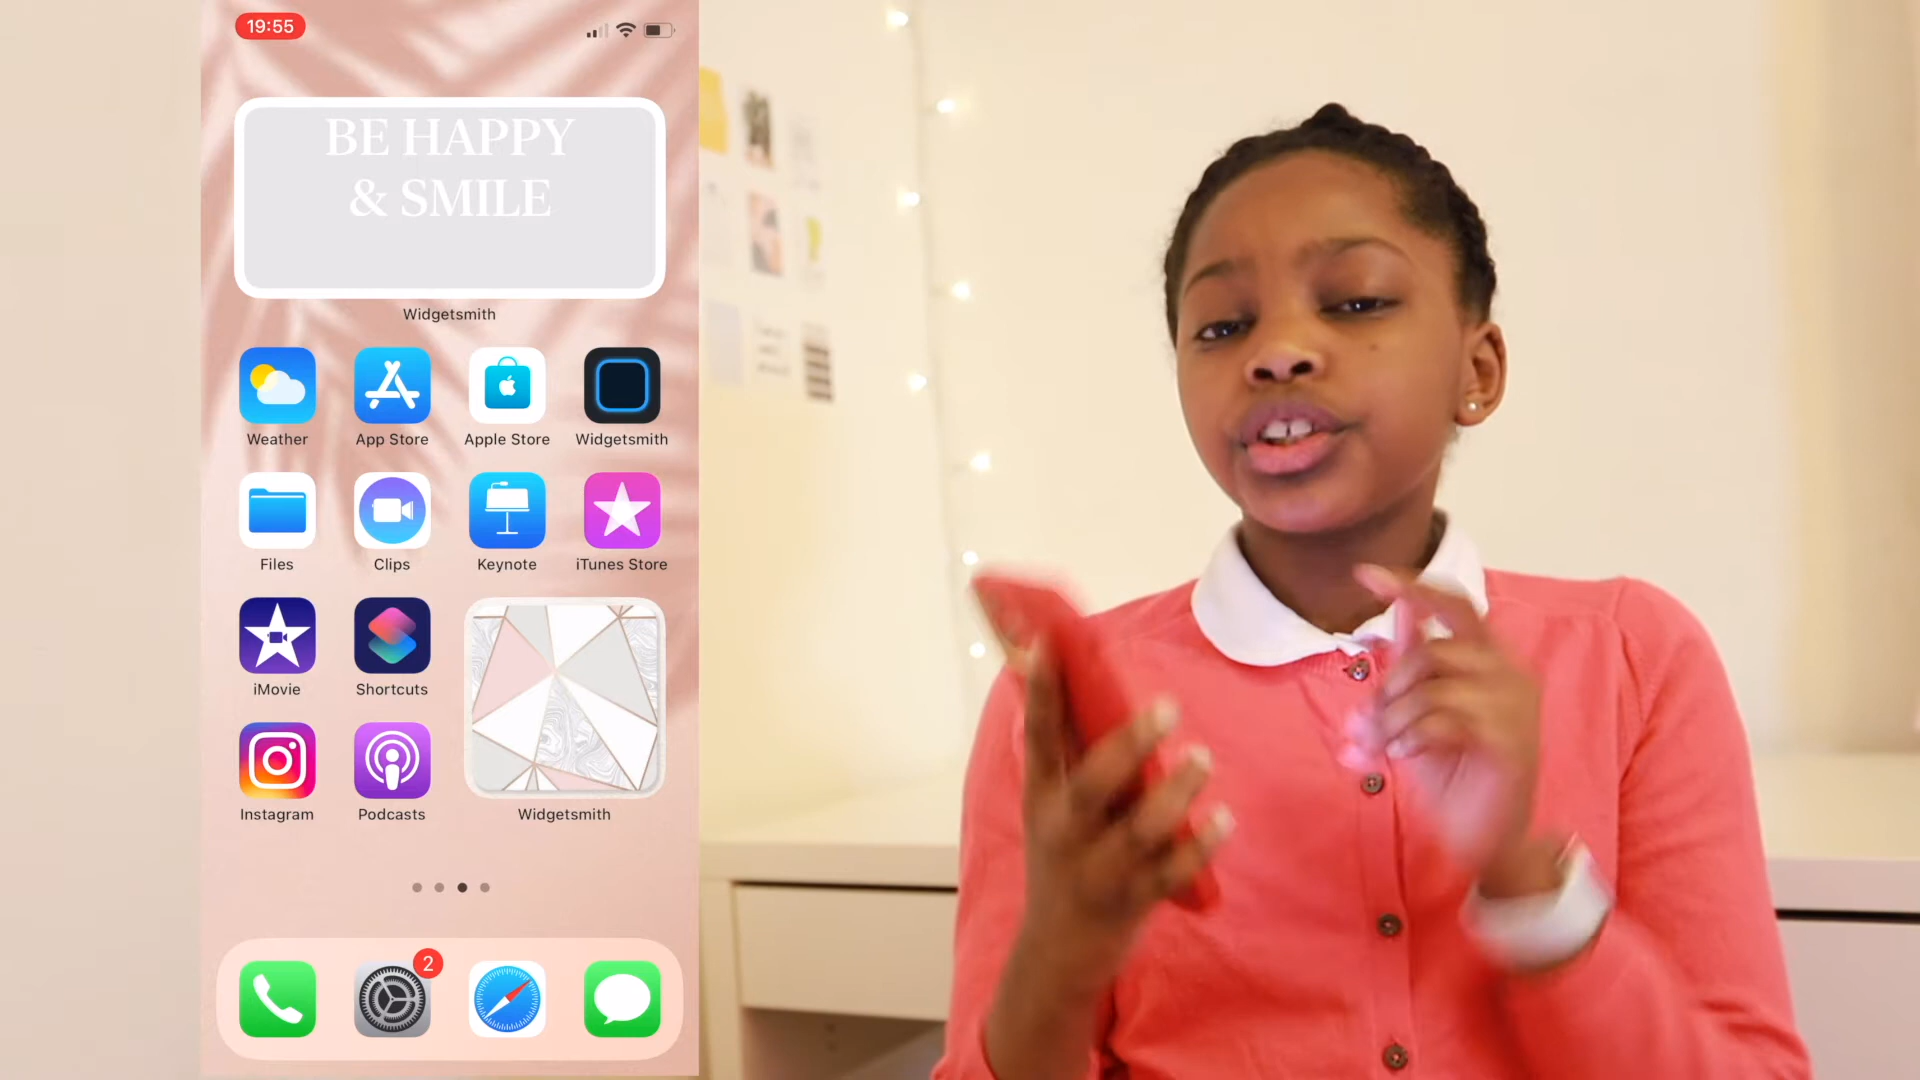 19:55
BE HAPPY
& SMILE
Widgetsmith
Weather App Store Apple Store Widgetsmith
Files Clips Keynote iTunes Store
iMovie Shortcuts
Instagram Podcasts Widgetsmith
2